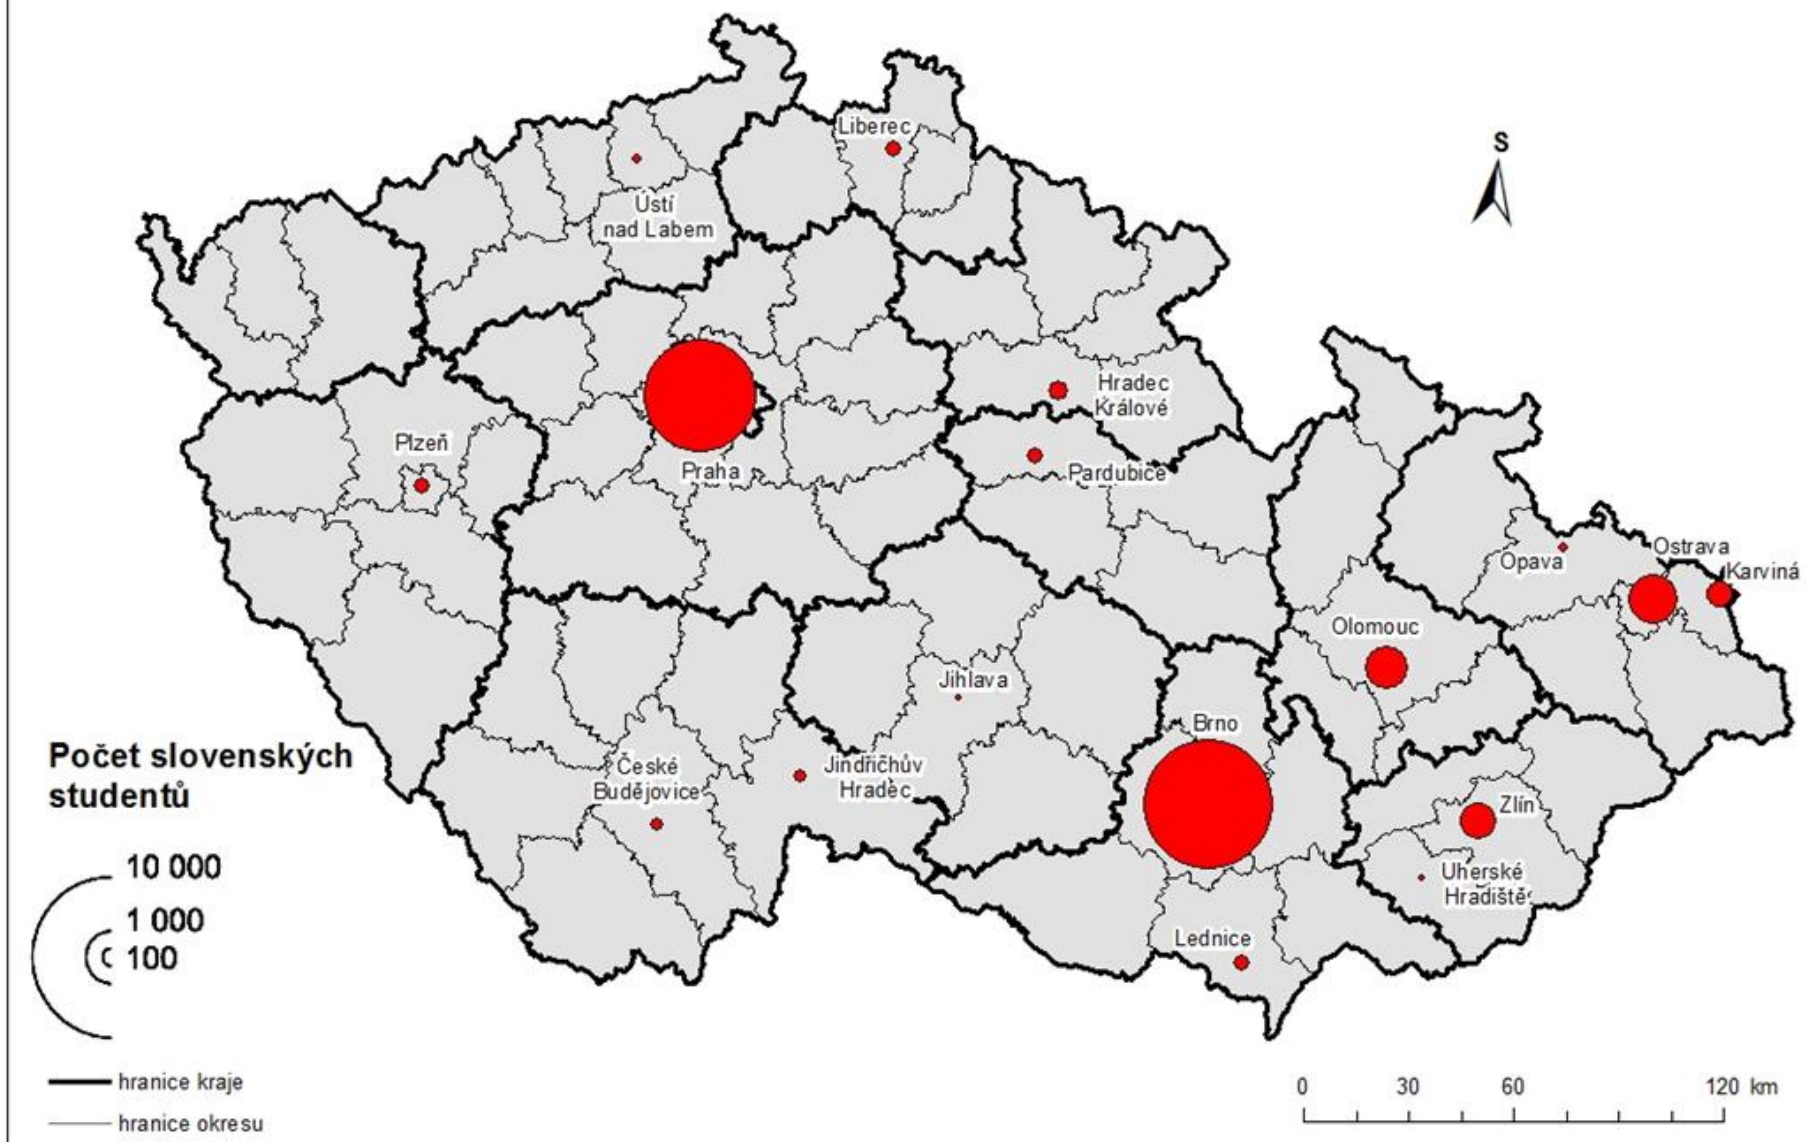 S
Liberec
Ústí
nad Labem
Hradec
Králové
Plzeň
Praha
Pardubice
Opava
Ostrava
Karviná
Olomouc
Jihlava
Brno
České
Budějovice
Jindřichův
Hradec
Zlín
Uherské
Hradiště
Lednice
Počet slovenských
studentů
10 000
1 000
100
hranice kraje
hranice okresu
0 30 60 120 km